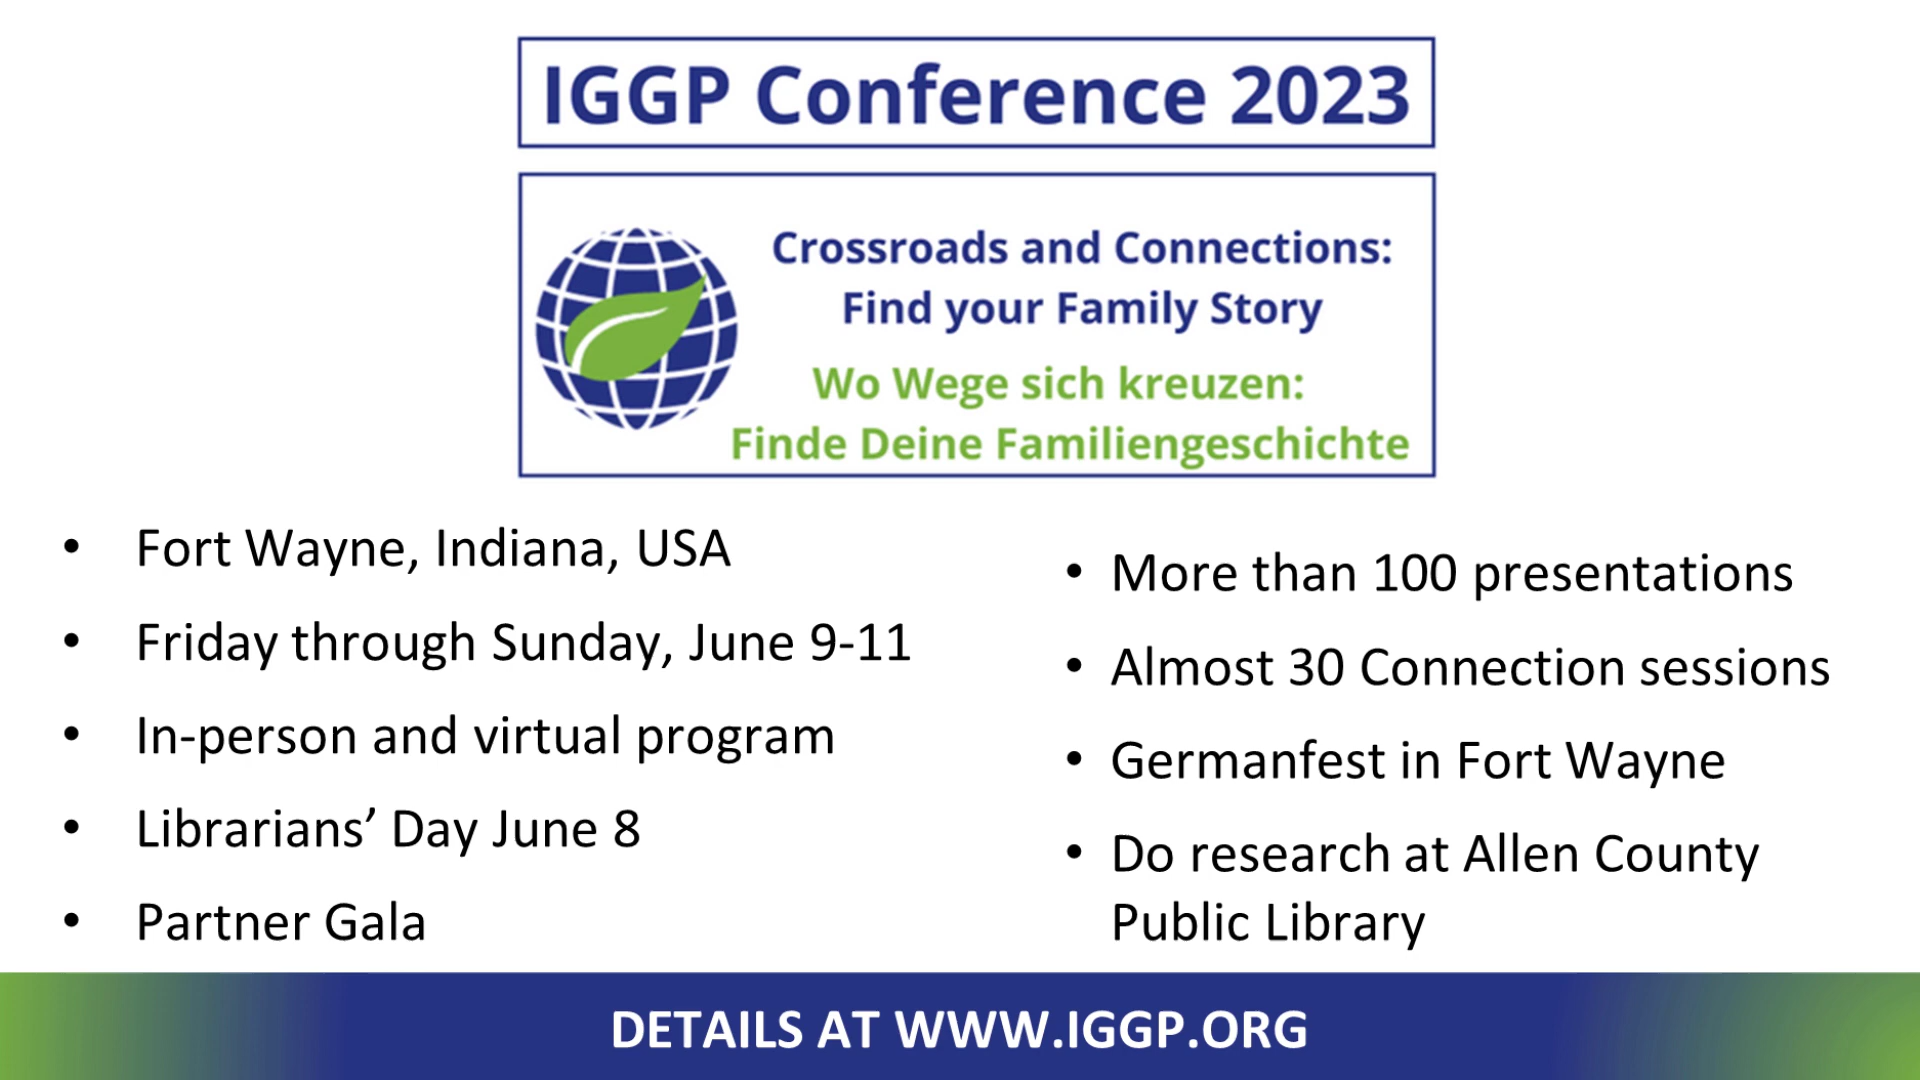 IGGP Conference 2023
Crossroads and Connections:
Find your Family Story
Wo Wege sich kreuzen:
Finde Deine Familiengeschichte
• Fort Wayne, Indiana, USA
• Friday through Sunday, June 9-11
• In-person and virtual program
• Librarians’ Day June 8
• Partner Gala
• More than 100 presentations
• Almost 30 Connection sessions
• Germanfest in Fort Wayne
• Do research at Allen County
Public Library
DETAILS AT WWW.IGGP.ORG